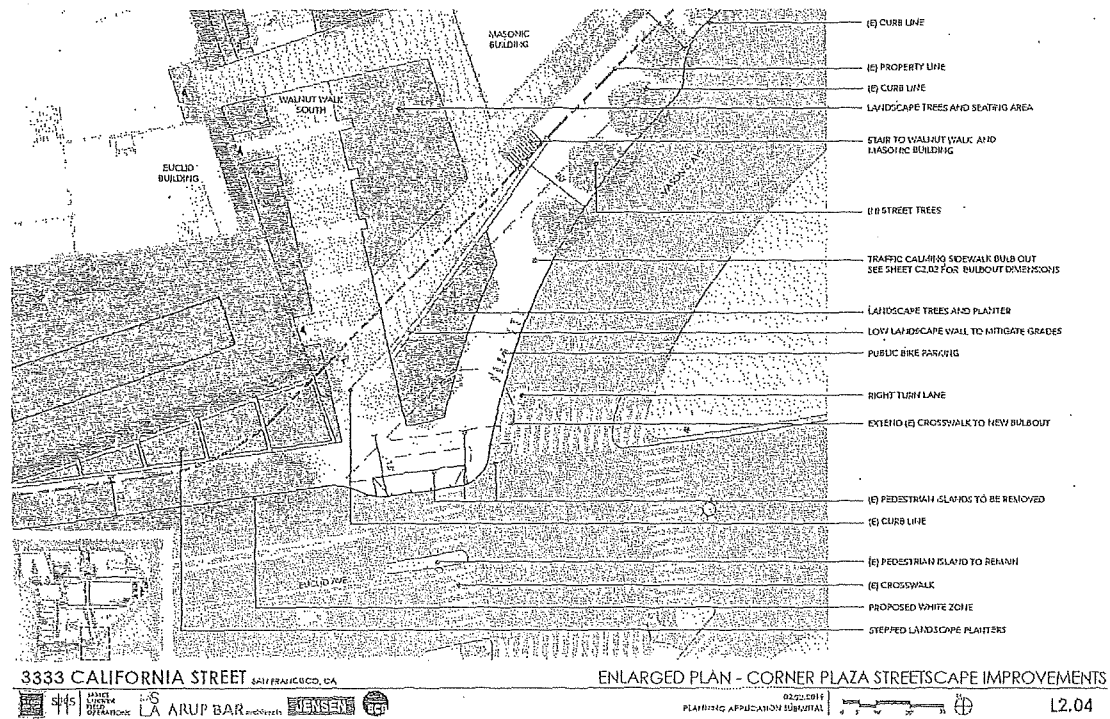 MASONIC
BUILDING
WALNUT WALK
SOUTH
EUCLID
BUILDING
(E) CURB LINE
(E) PROPERTY LINE
(E) CURB LINE
LANDSCAPE TREES AND SEATING AREA
STAIR TO WALNUT WALK AND
MASONIC BUILDING
(N) STREET TREES
TRAFFIC CALMING SIDEWALK BULB OUT
SEE SHEET C2.02 FOR BULBOUT DIMENSIONS
LANDSCAPE TREES AND PLANTER
LOW LANDSCAPE WALL TO MITIGATE GRADES
PUBLIC BIKE PARKING
RIGHT TURN LANE
EXTEND (E) CROSSWALK TO NEW BULBOUT
(E) PEDESTRIAN ISLANDS TO BE REMOVED
(E) CURB LINE
(E) PEDESTRIAN ISLAND TO REMAIN
(E) CROSSWALK
PROPOSED WHITE ZONE
STEPPED LANDSCAPE PLANTERS
EUCLID AVE
3333 CALIFORNIA STREET SAN FRANCISCO, CA
ENLARGED PLAN - CORNER PLAZA STREETSCAPE IMPROVEMENTS
JAMES
CORNER
FIELD
OPERATIONS
ARUP BAR architects JENSEN
PLANNING APPLICATION SUBMITTAL
L2.04